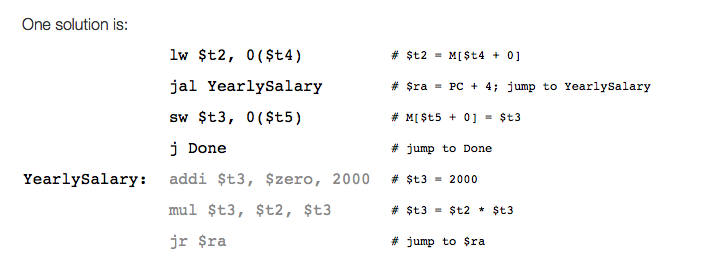 One solution is:
lw $t2, 0($t4) # $t2 = M[$t4 + 0]
jal YearlySalary # $ra = PC + 4; jump to YearlySalary
sw $t3, 0($t5) # M[$t5 + 0] = $t3
j Done # jump to Done
YearlySalary: addi $t3, $zero, 2000 # $t3 = 2000
mul $t3, $t2, $t3 # $t3 = $t2 * $t3
jr $ra # jump to $ra